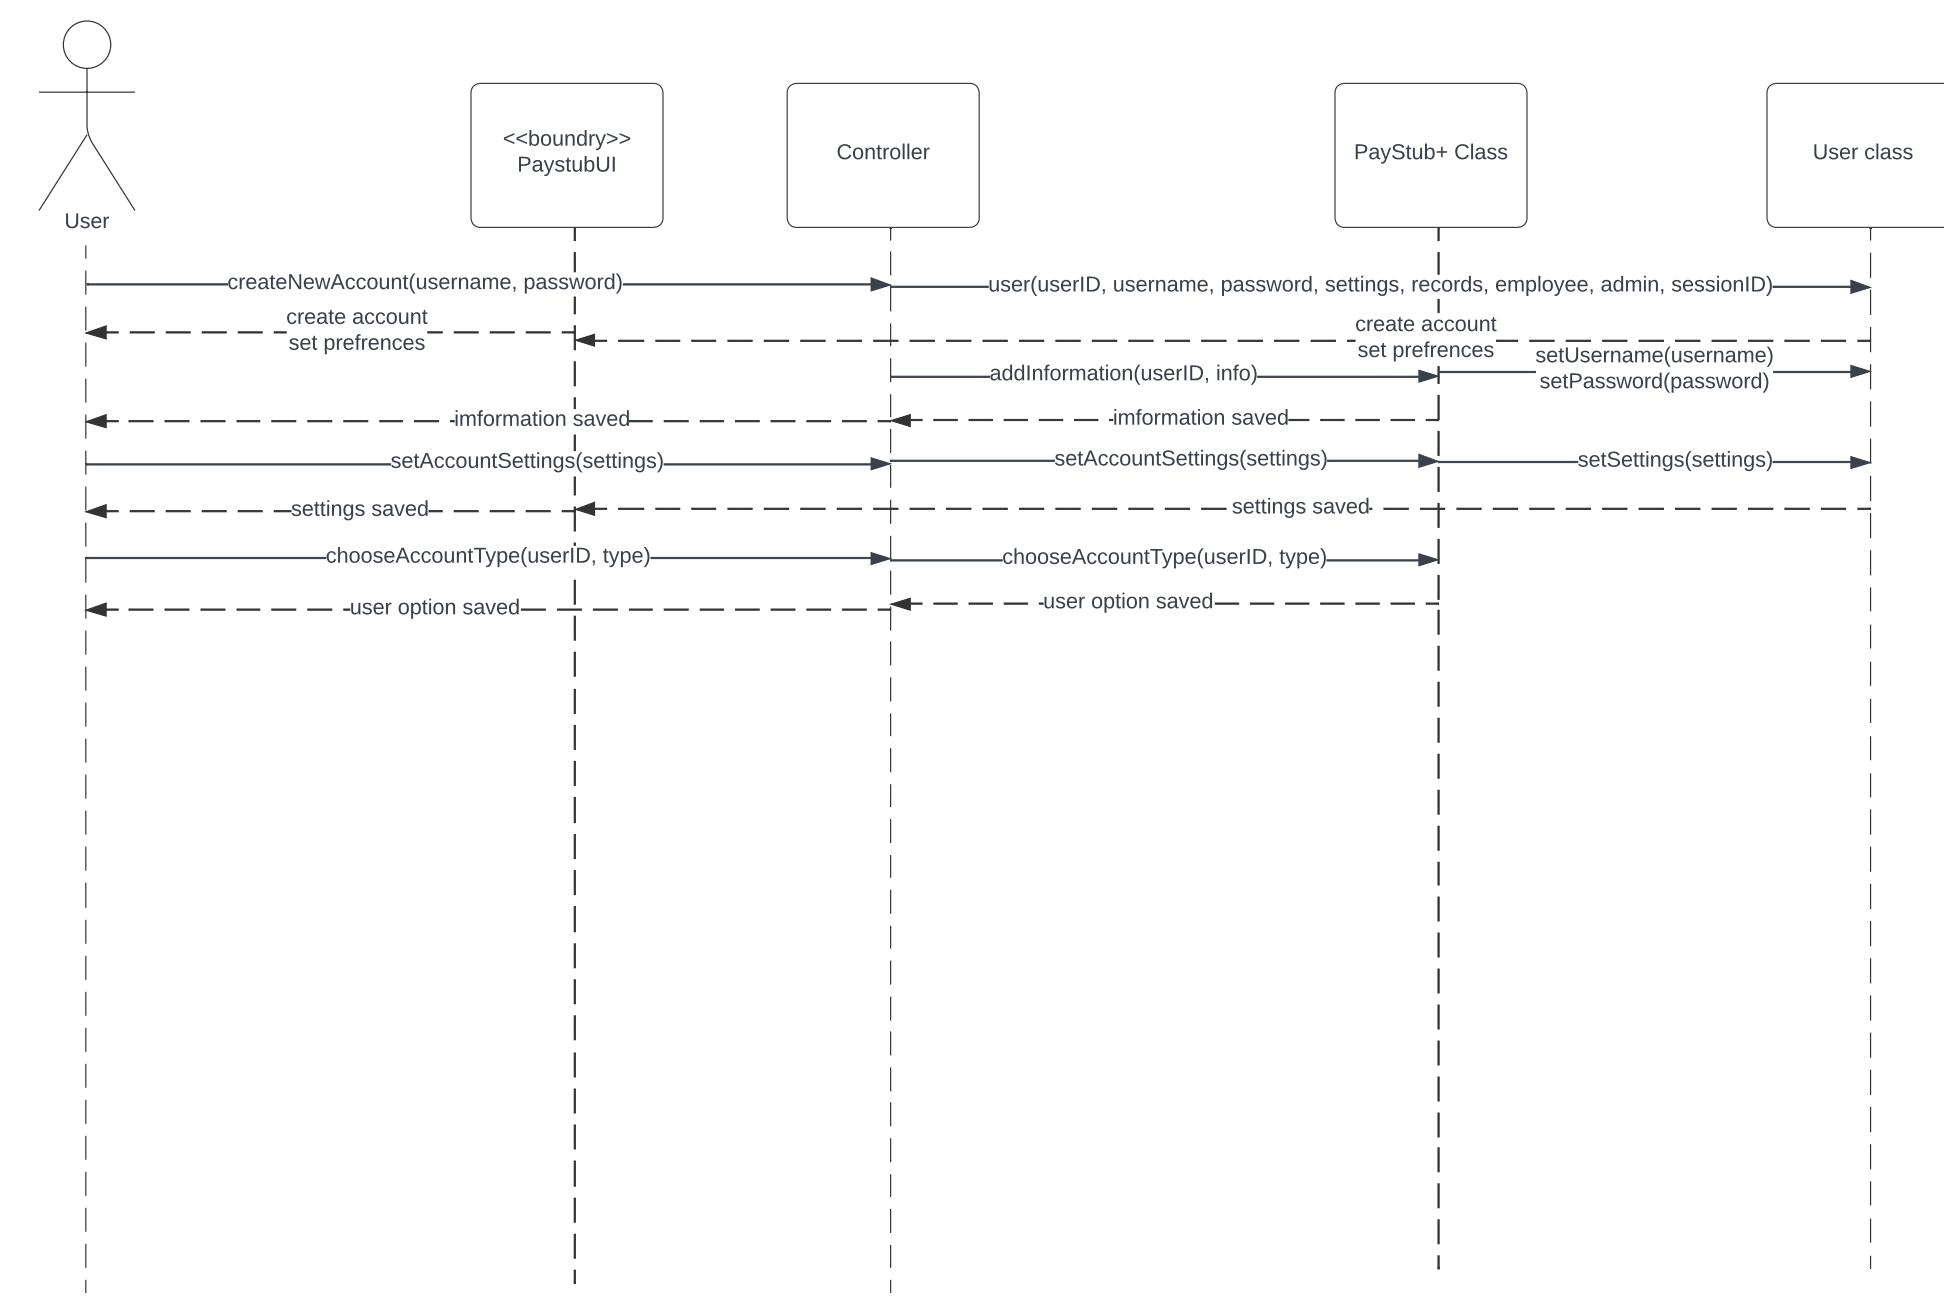 User
<<boundry>>
PaystubUI
Controller
PayStub+ Class
User class
createNewAccount(username, password)
user(userID, username, password, settings, records, employee, admin, sessionID)
create account
set prefrences
create account
set prefrences
addInformation(userID, info)
setUsername(username)
setPassword(password)
imformation saved
imformation saved
setAccountSettings(settings)
setAccountSettings(settings)
setSettings(settings)
settings saved
settings saved
chooseAccountType(userID, type)
chooseAccountType(userID, type)
user option saved
user option saved